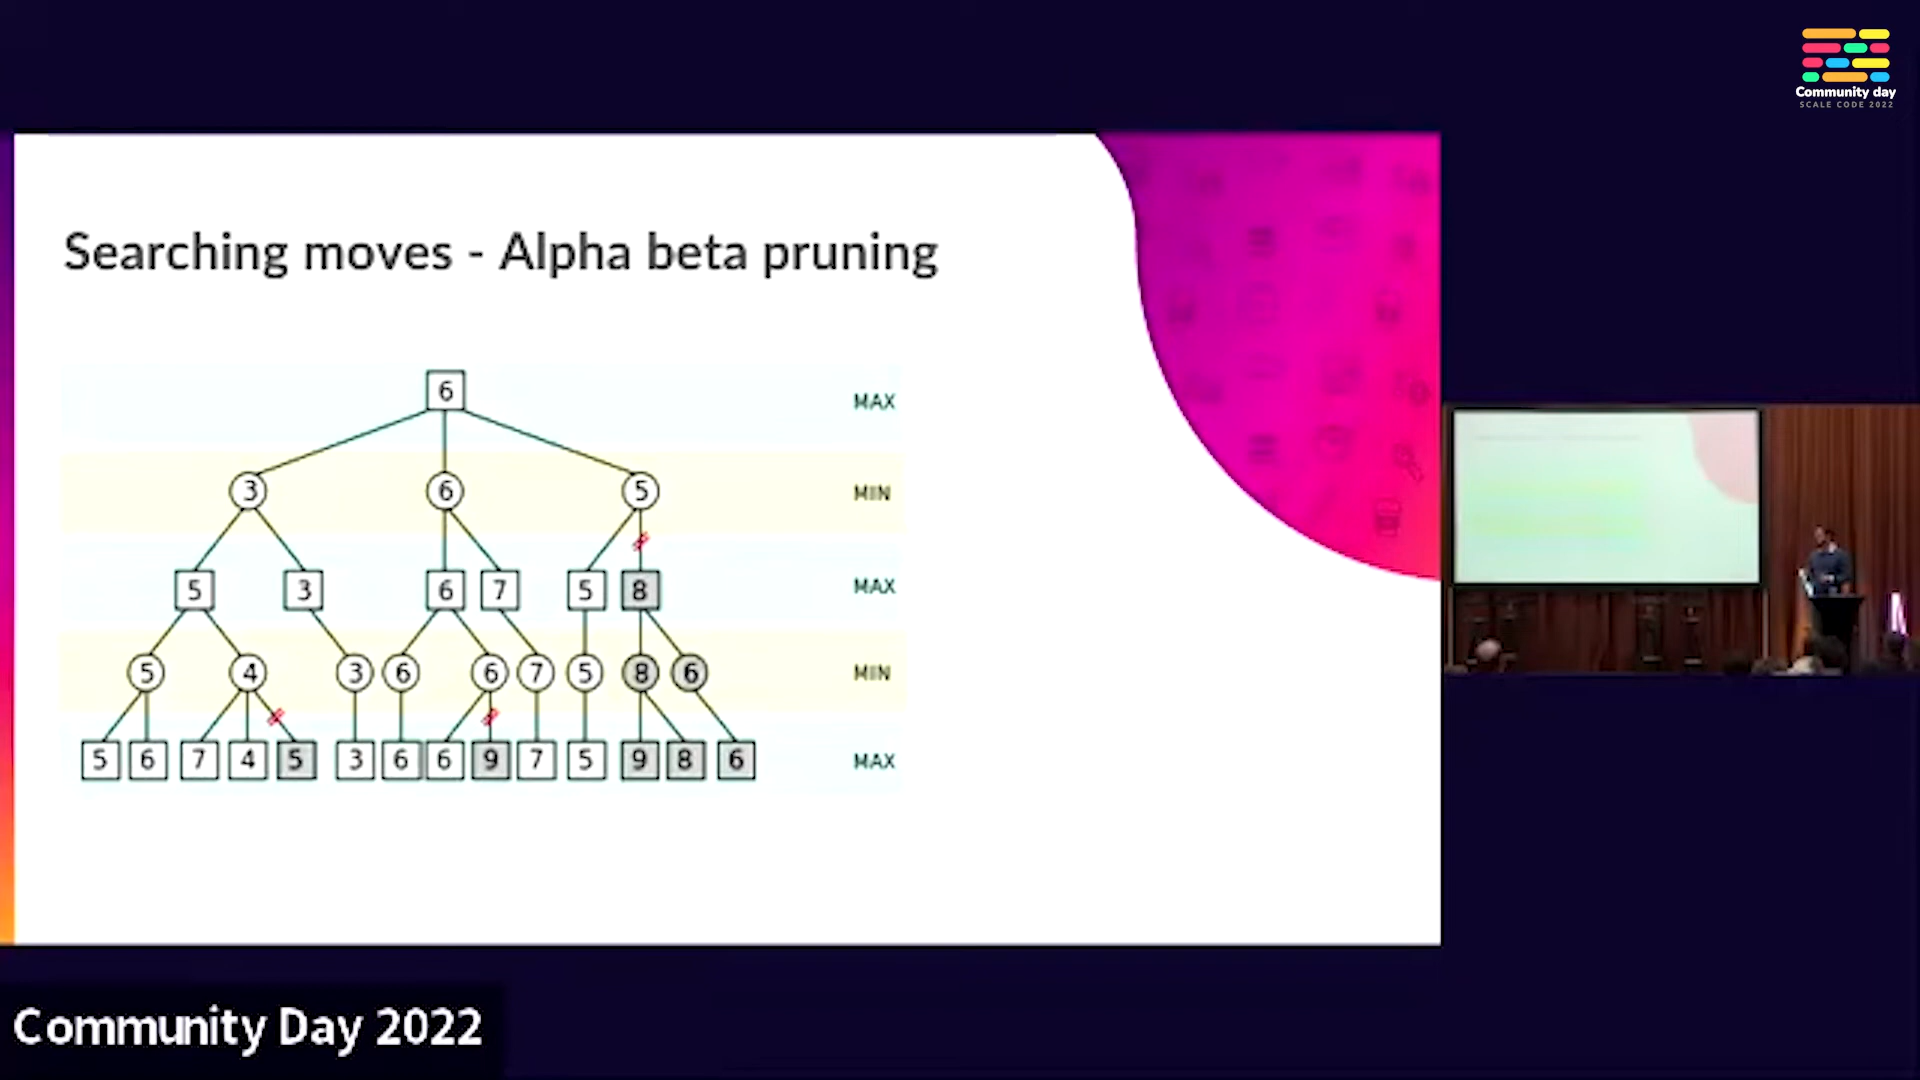 Community day
SCALE CODE 2022
Searching moves - Alpha beta pruning
6 MAX
3 6 5 MIN
5 3 6 7 5 8 MAX
5 4 3 6 6 7 5 8 6 MIN
5 6 7 4 5 3 6 6 9 7 5 9 8 6 MAX
Community Day 2022